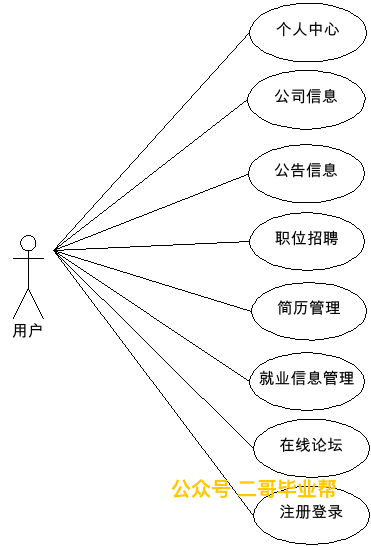 个人中心
公司信息
公告信息
职位招聘
简历管理
用户
就业信息管理
在线论坛
公众号 二哥毕业帮
注册登录